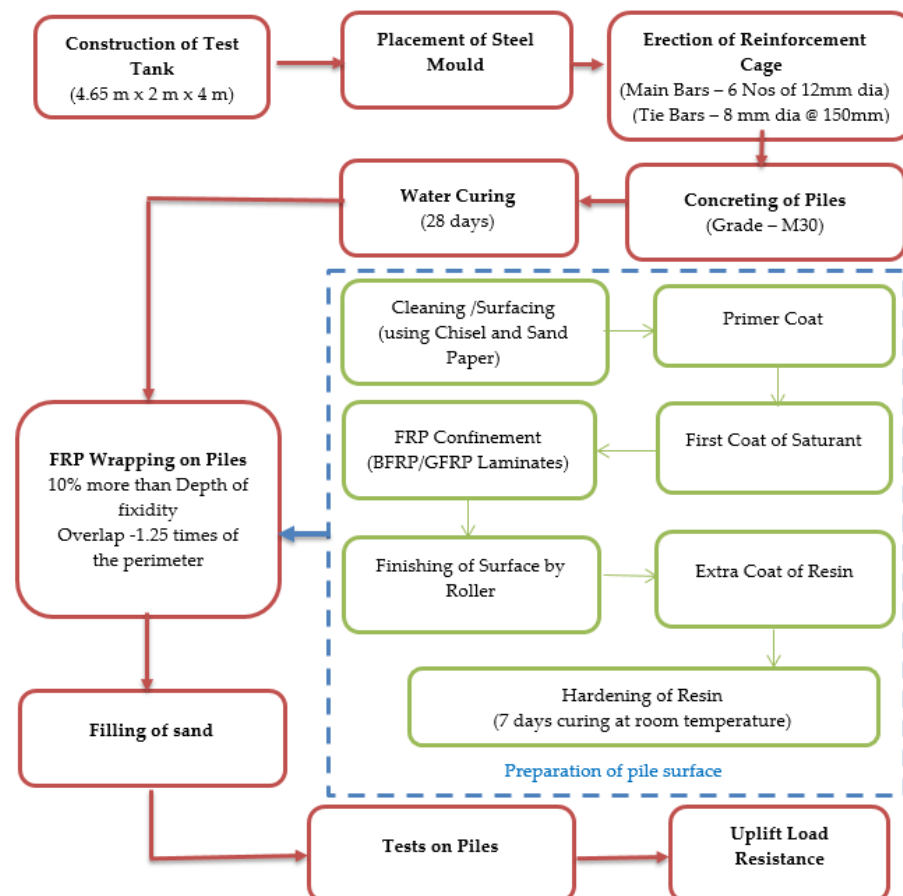 Construction of Test
Tank
(4.65 m x 2 m x 4 m)
Placement of Steel
Mould
Erection of Reinforcement
Cage
(Main Bars – 6 Nos of 12mm dia)
(Tie Bars – 8 mm dia @ 150mm)
Water Curing
(28 days)
Concreting of Piles
(Grade – M30)
Cleaning /Surfacing
(using Chisel and Sand
Paper)
Primer Coat
FRP Wrapping on Piles
10% more than Depth of
fixidity
Overlap -1.25 times of
the perimeter
FRP Confinement
(BFRP/GFRP Laminates)
First Coat of Saturant
Finishing of Surface by
Roller
Extra Coat of Resin
Hardening of Resin
(7 days curing at room temperature)
Preparation of pile surface
Filling of sand
Tests on Piles
Uplift Load
Resistance